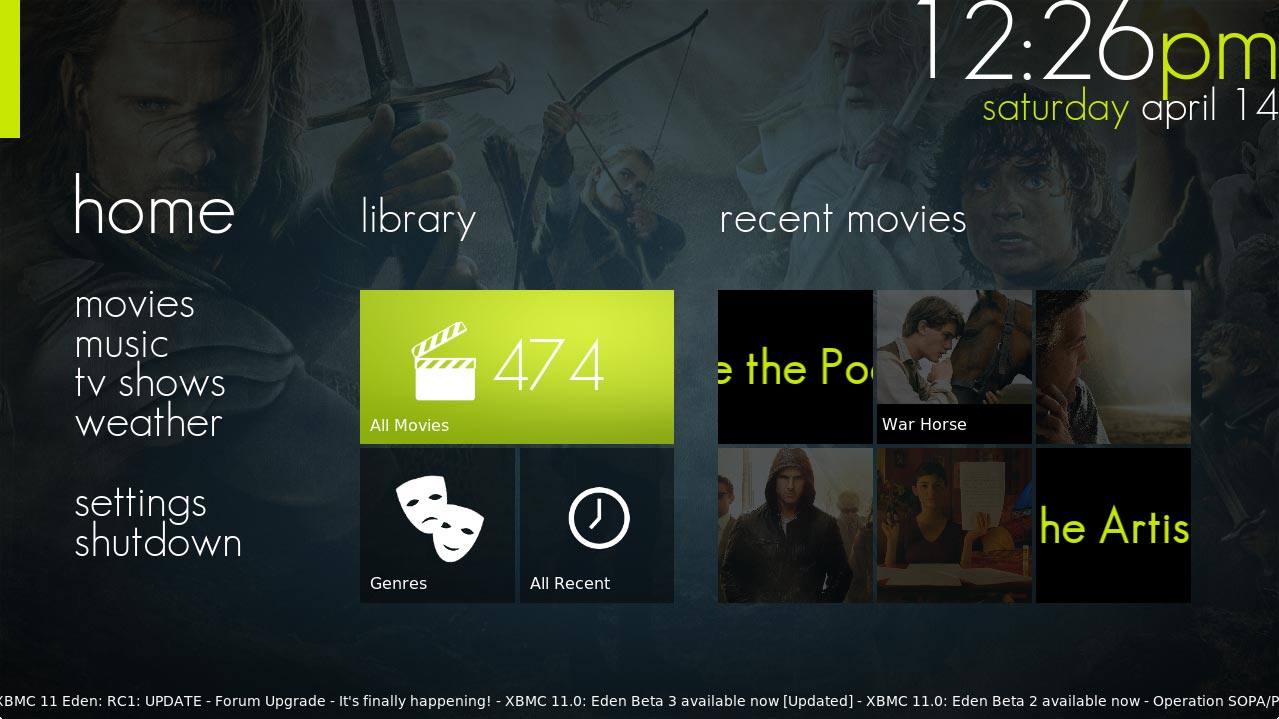 12:26pm
saturday april 14
home
library
recent movies
movies
music
tv shows
weather
settings
shutdown
474
All Movies
Genres
All Recent
e the Po
War Horse
he Artis
XBMC 11 Eden: RC1: UPDATE - Forum Upgrade - It's finally happening! - XBMC 11.0: Eden Beta 3 available now [Updated] - XBMC 11.0: Eden Beta 2 available now - Operation SOPA/